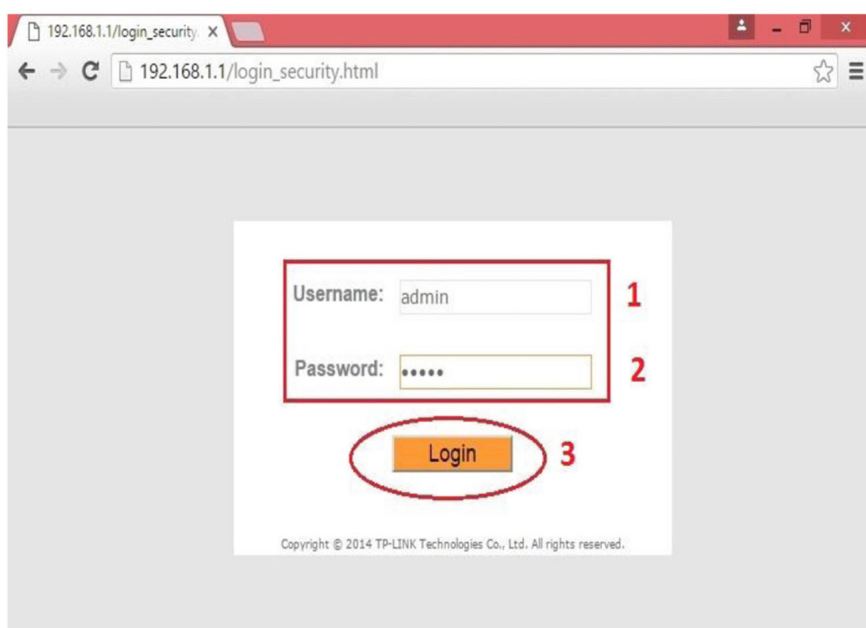 192.168.1.1/login_security.
192.168.1.1/login_security.html
Username: admin 1
Password: ••••• 2
Login 3
Copyright © 2014 TP-LINK Technologies Co., Ltd. All rights reserved.